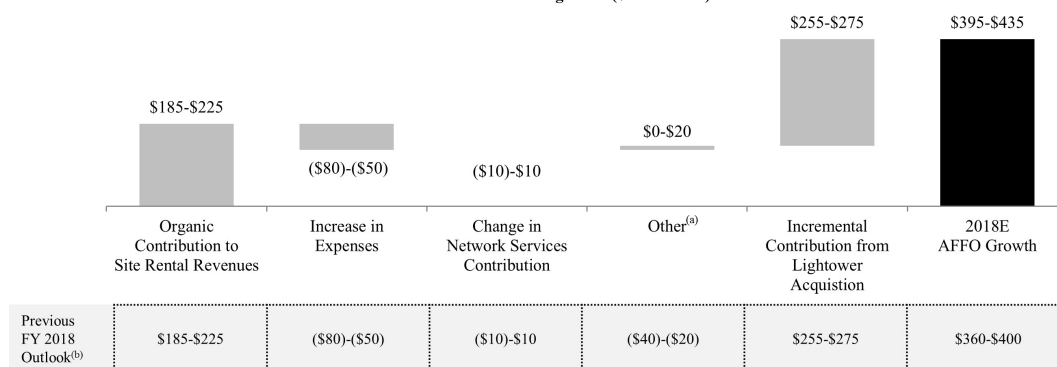 $185-$225
($80)-($50)
($10)-$10
$0-$20
$255-$275
$395-$435
Organic
Contribution to
Site Rental Revenues
Increase in
Expenses
Change in
Network Services
Contribution
Other(a)
Incremental
Contribution from
Lightower
Acquistion
2018E
AFFO Growth
Previous
FY 2018
Outlook(b)
$185-$225
($80)-($50)
($10)-$10
($40)-($20)
$255-$275
$360-$400